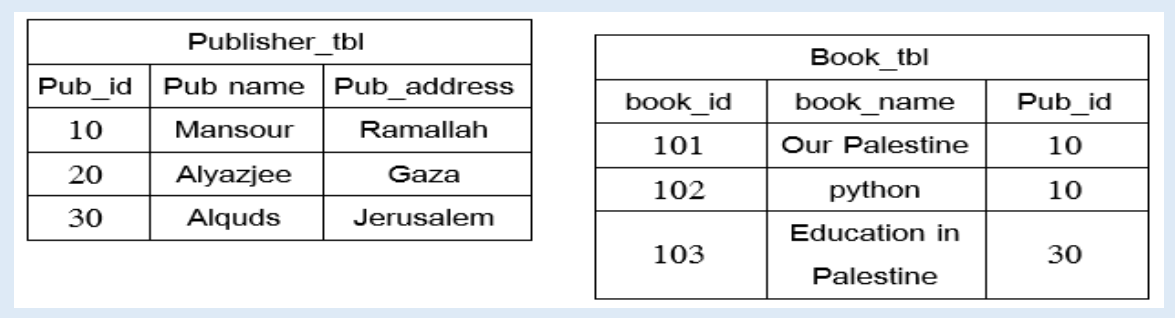 Publisher_tbl
Pub_id Pub name Pub_address
10 Mansour Ramallah
20 Alyazjee Gaza
30 Alquds Jerusalem
Book_tbl
book_id book_name Pub_id
101 Our Palestine 10
102 python 10
103 Education in 30
Palestine